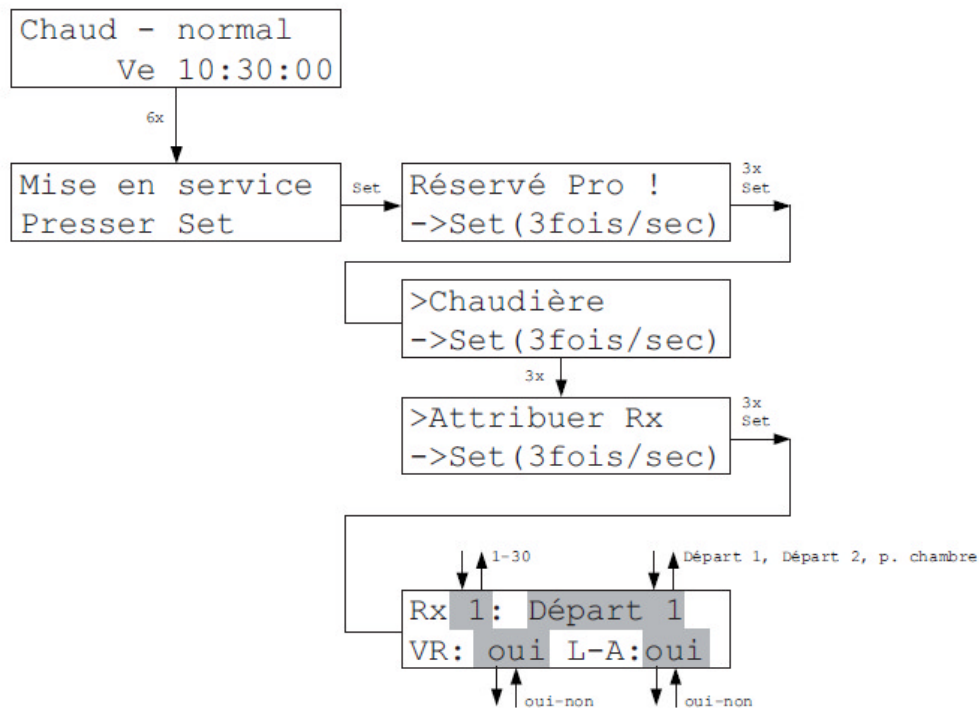 Chaud - normal
Ve 10:30:00
6x
Mise en service
Presser Set
Set
Réservé Pro !
->Set(3fois/sec)
3x
Set
>Chaudière
->Set(3fois/sec)
3x
>Attribuer Rx
->Set(3fois/sec)
3x
Set
1-30
Départ 1, Départ 2, p. chambre
Rx 1: Départ 1
VR: oui L-A:oui
oui-non
oui-non